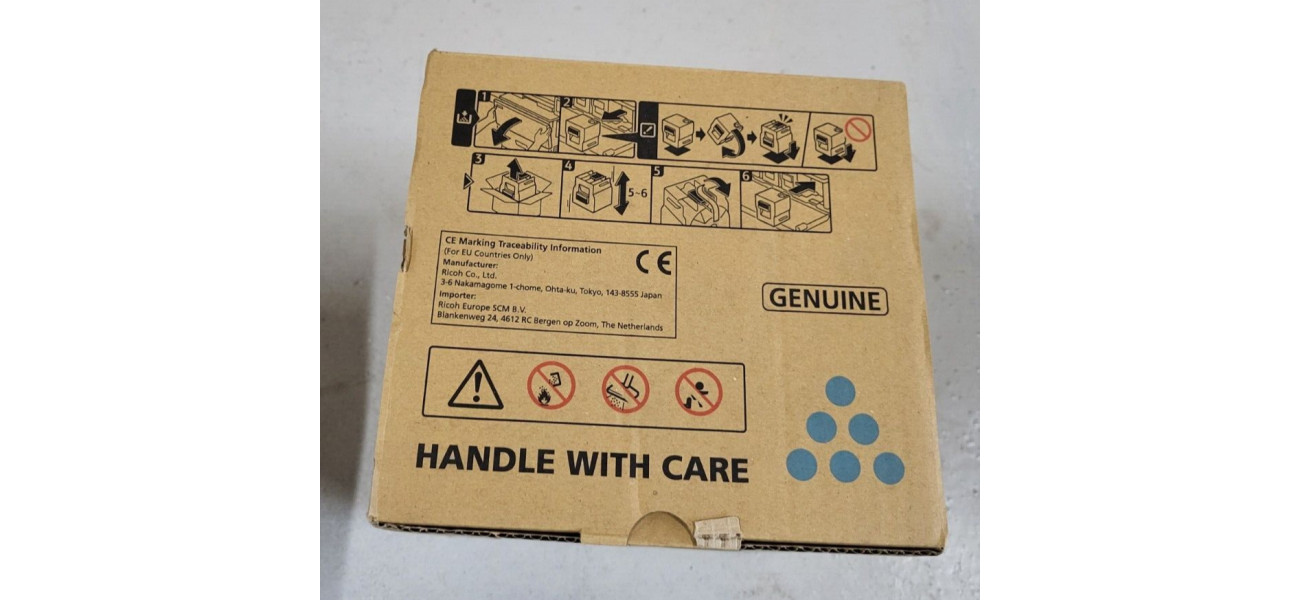 1
2
3
4
5~6
5
6
CE Marking Traceability Information
(For EU Countries Only)
Manufacturer:
Ricoh Co., Ltd.
3-6 Nakamagome 1-chome, Ohta-ku, Tokyo, 143-8555 Japan
Importer:
Ricoh Europe SCM B.V.
Blankenweg 24, 4612 RC Bergen op Zoom, The Netherlands
CE
GENUINE
HANDLE WITH CARE